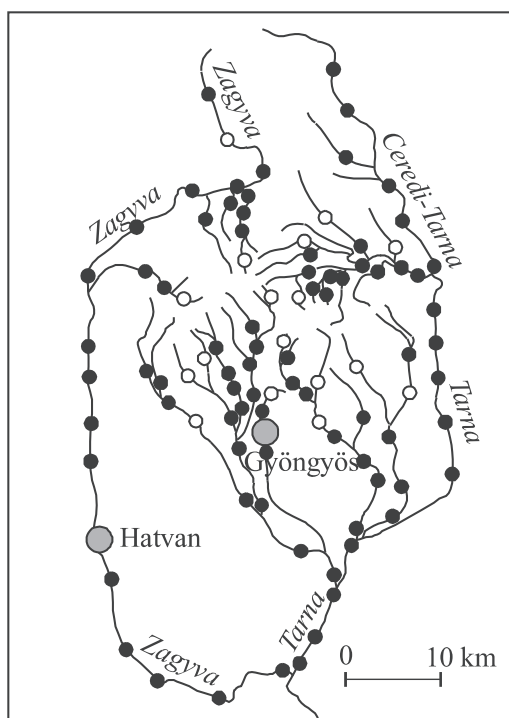 Zagyva
Ceredi-Tarna
Zagyva
Tarna
Gyöngyös
Hatvan
Tarna
Zagyva
0 10 km